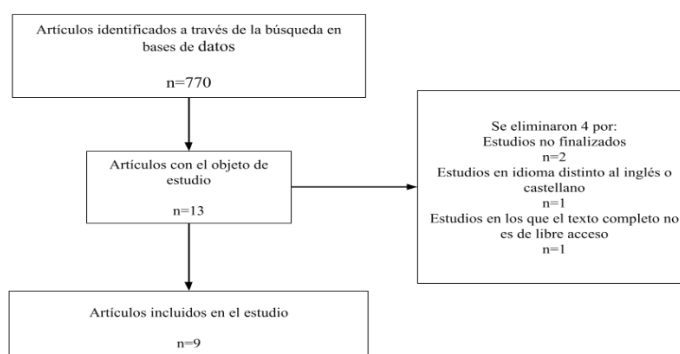 Artículos identificados a través de la búsqueda en
bases de datos
n=770
Artículos con el objeto de
estudio
n=13
Se eliminaron 4 por:
Estudios no finalizados
n=2
Estudios en idioma distinto al inglés o
castellano
n=1
Estudios en los que el texto completo no
es de libre acceso
n=1
Artículos incluidos en el estudio
n=9